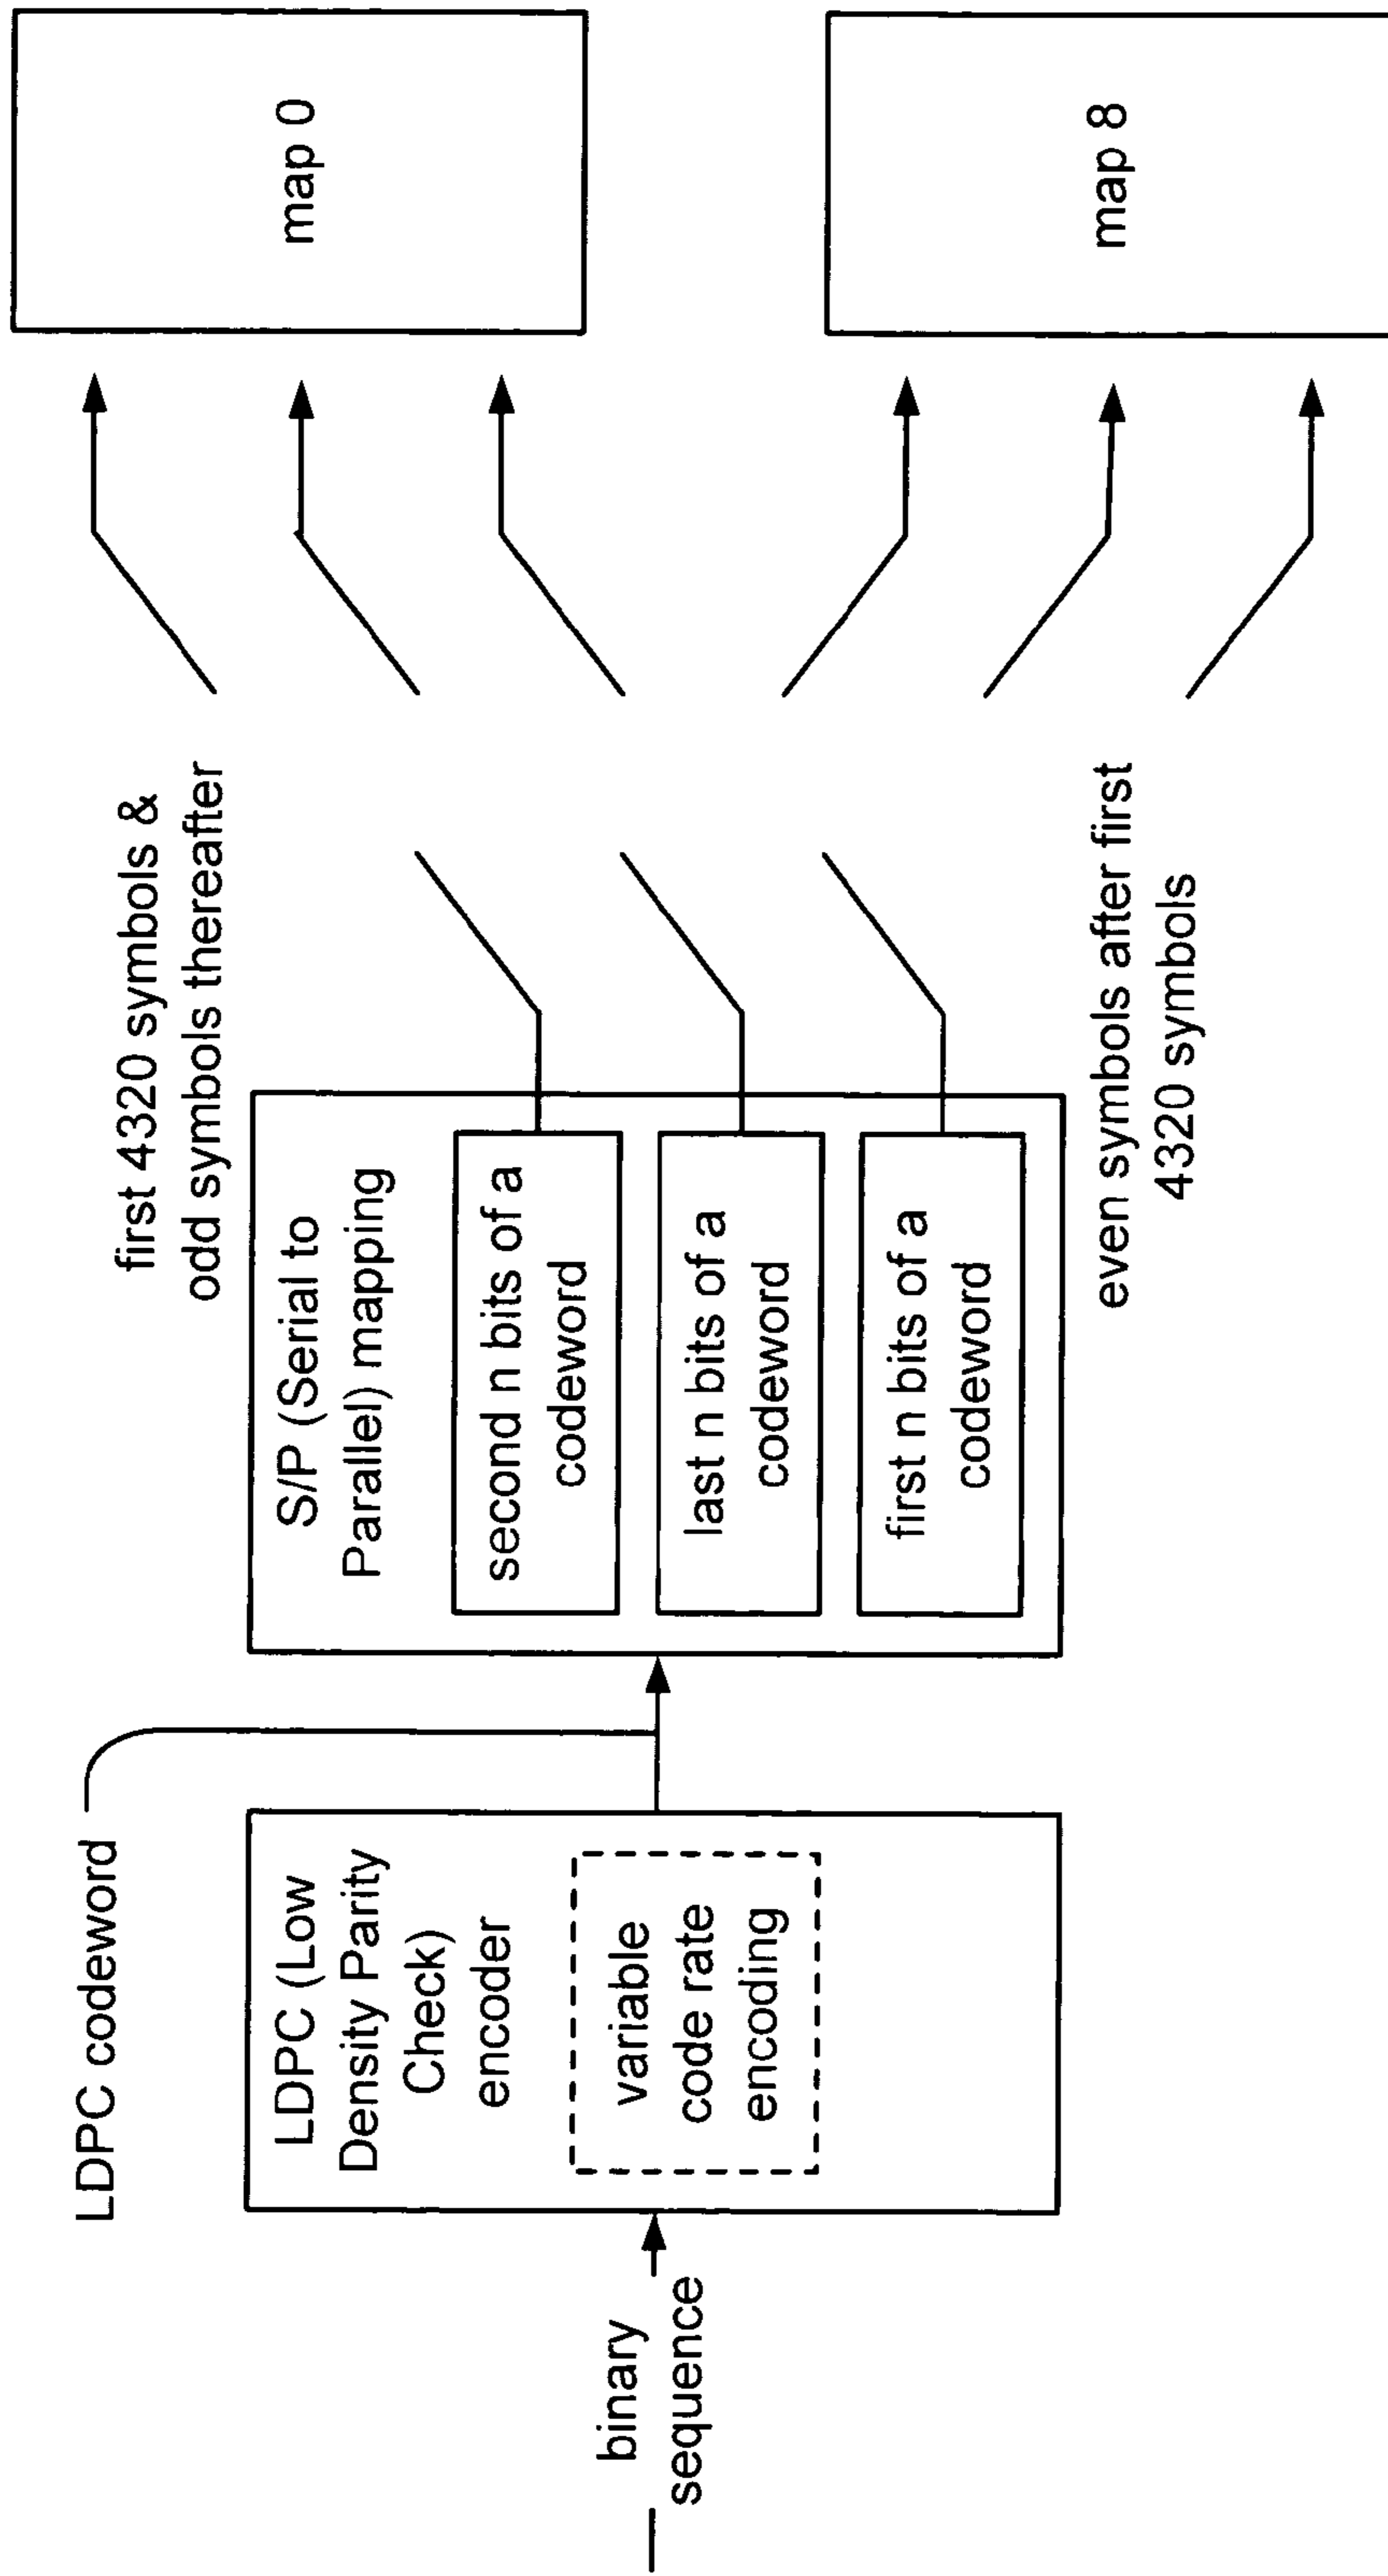 LDPC codeword
binary
sequence
LDPC (Low
Density Parity
Check)
encoder
variable
code rate
encoding
S/P (Serial to
Parallel) mapping
second n bits of a
codeword
last n bits of a
codeword
first n bits of a
codeword
first 4320 symbols &
odd symbols thereafter
even symbols after first
4320 symbols
map 0
map 8